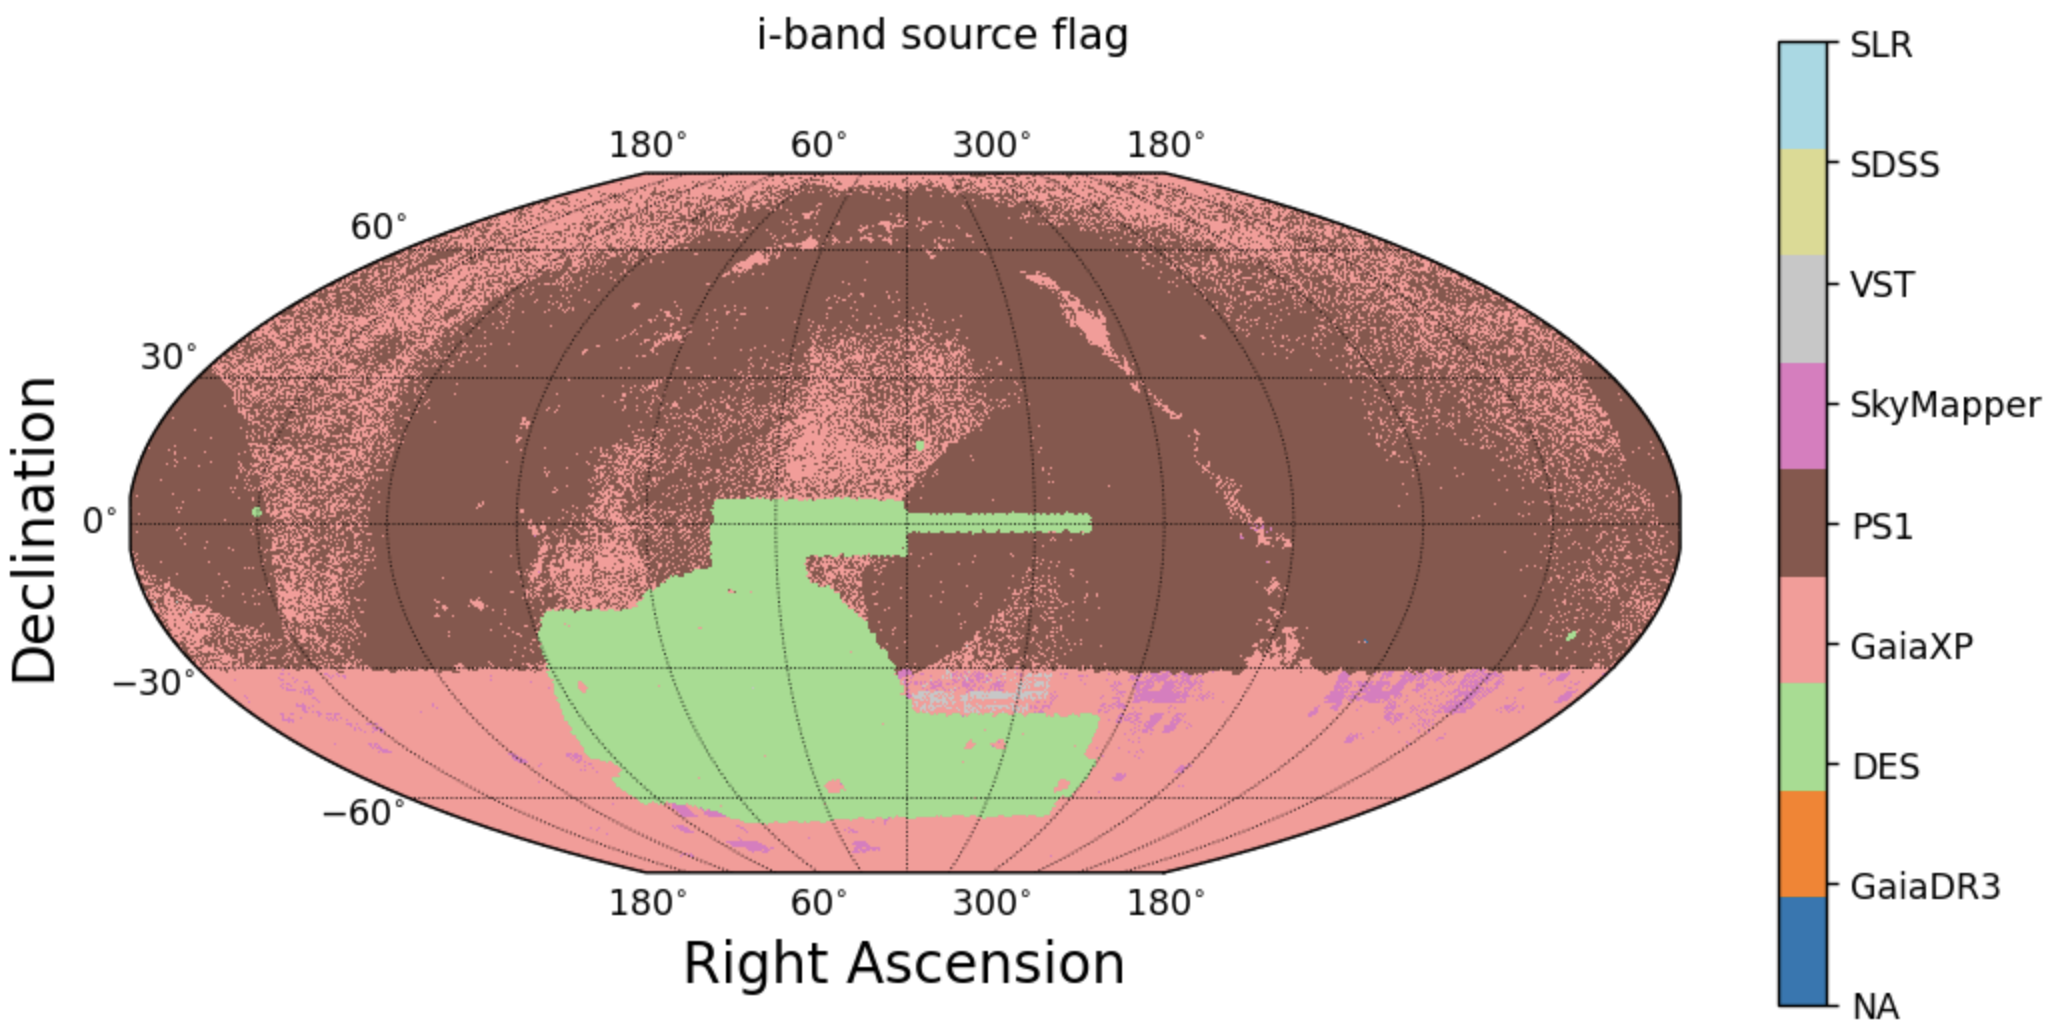 i-band source flag
180° 60° 300° 180°
60°
30°
0°
−30°
−60°
Declination
180° 60° 300° 180°
Right Ascension
SLR
SDSS
VST
SkyMapper
PS1
GaiaXP
DES
GaiaDR3
NA